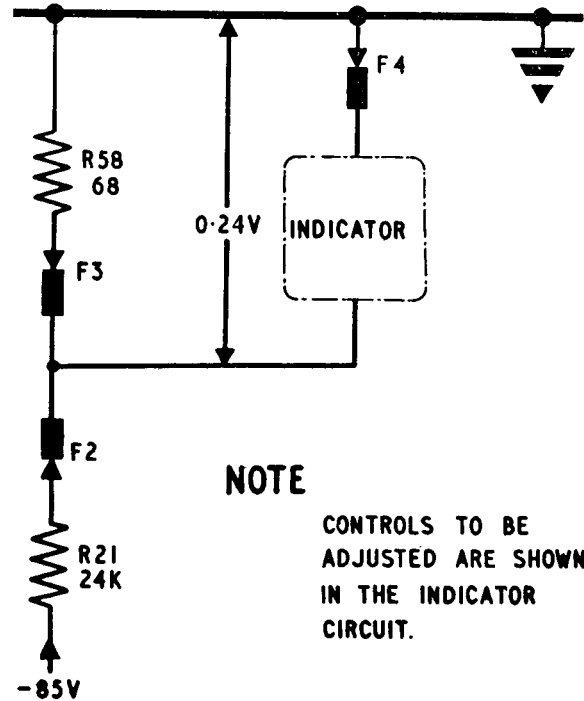 F4
R58
68
0·24V
INDICATOR
F3
F2
NOTE
CONTROLS TO BE
ADJUSTED ARE SHOWN
IN THE INDICATOR
CIRCUIT.
R21
24K
-85V